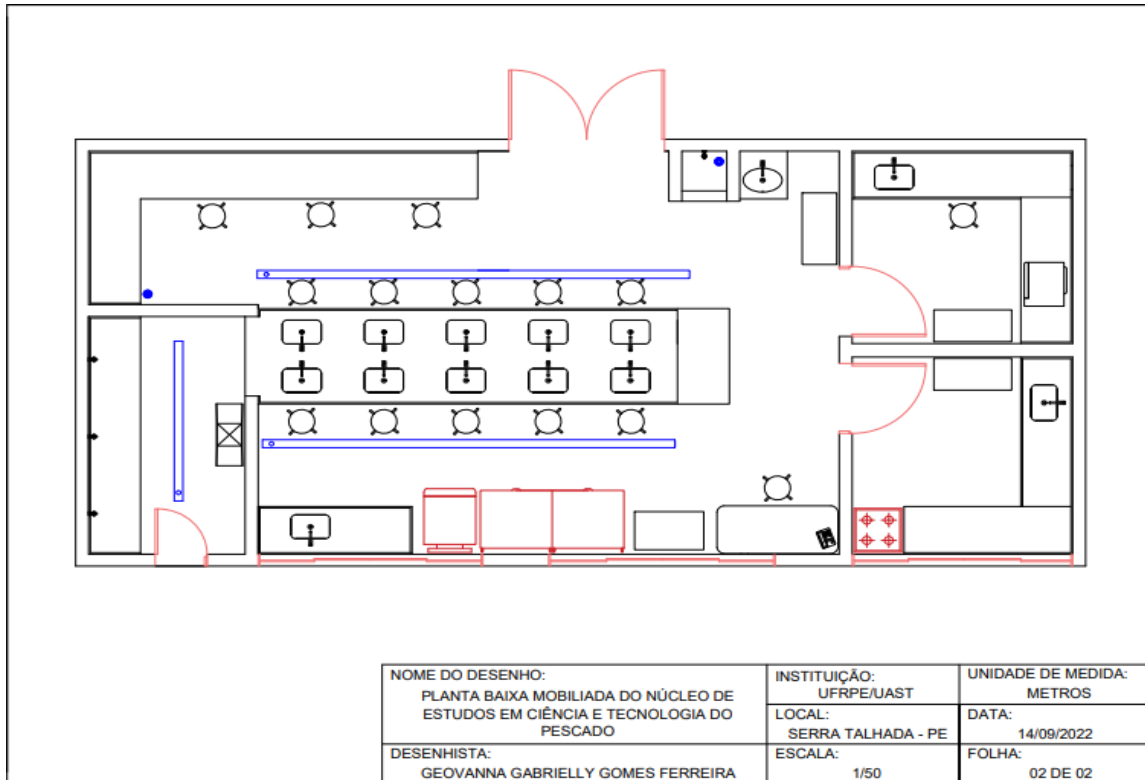 NOME DO DESENHO:
PLANTA BAIXA MOBILIADA DO NÚCLEO DE
ESTUDOS EM CIÊNCIA E TECNOLOGIA DO
PESCADO
INSTITUIÇÃO:
UFRPE/UAST
UNIDADE DE MEDIDA:
METROS
LOCAL:
SERRA TALHADA - PE
DATA:
14/09/2022
DESENHISTA:
GEOVANNA GABRIELLY GOMES FERREIRA
ESCALA:
1/50
FOLHA:
02 DE 02